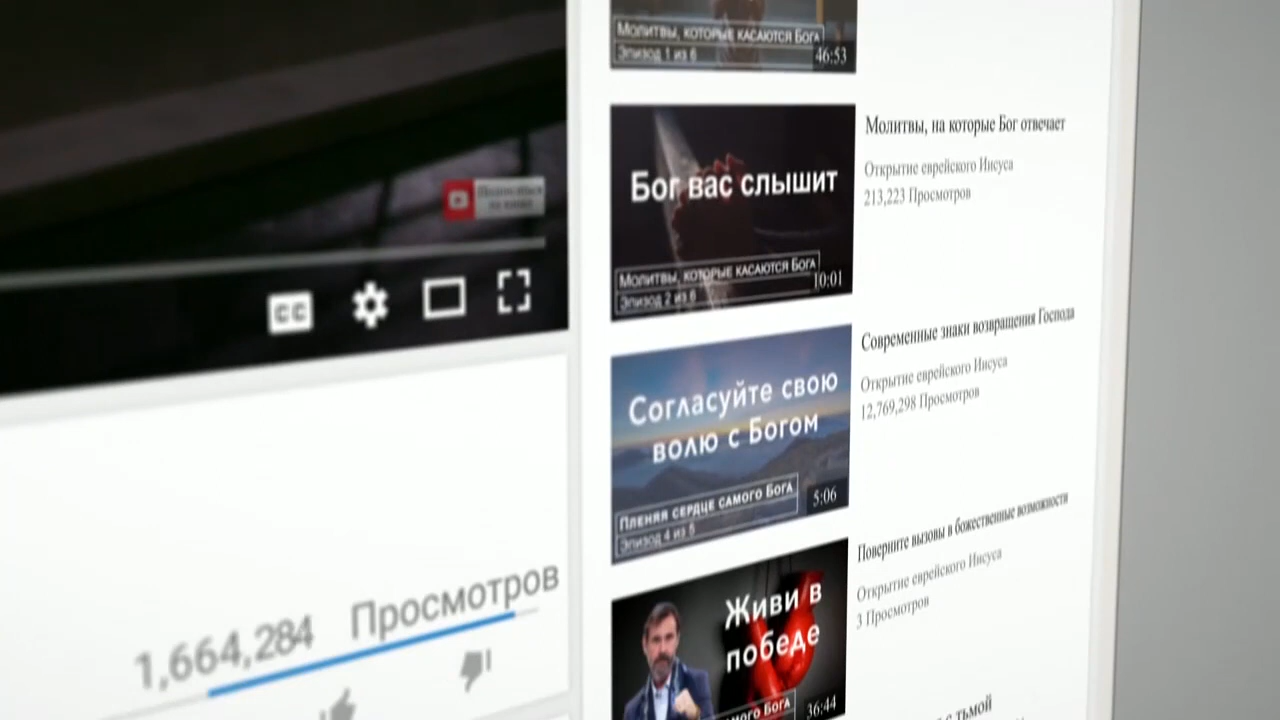 Молитвы, которые касаются Бога
Эпизод 1 из 6
46:53
Бог вас слышит
Молитвы, которые касаются Бога
Эпизод 2 из 6
10:01
Молитвы, на которые Бог отвечает
Открытие еврейского Иисуса
213,223 Просмотров
CC
Согласуйте свою
волю с Богом
Пленяя сердце самого Бога
Эпизод 4 из 5
5:06
Современные знаки возвращения Господа
Открытие еврейского Иисуса
12,769,298 Просмотров
Живи в
победе
Бога
36:44
Поверните вызовы в божественные возможности
Открытие еврейского Иисуса
3 Просмотров
с тьмой
1,664,284 Просмотров